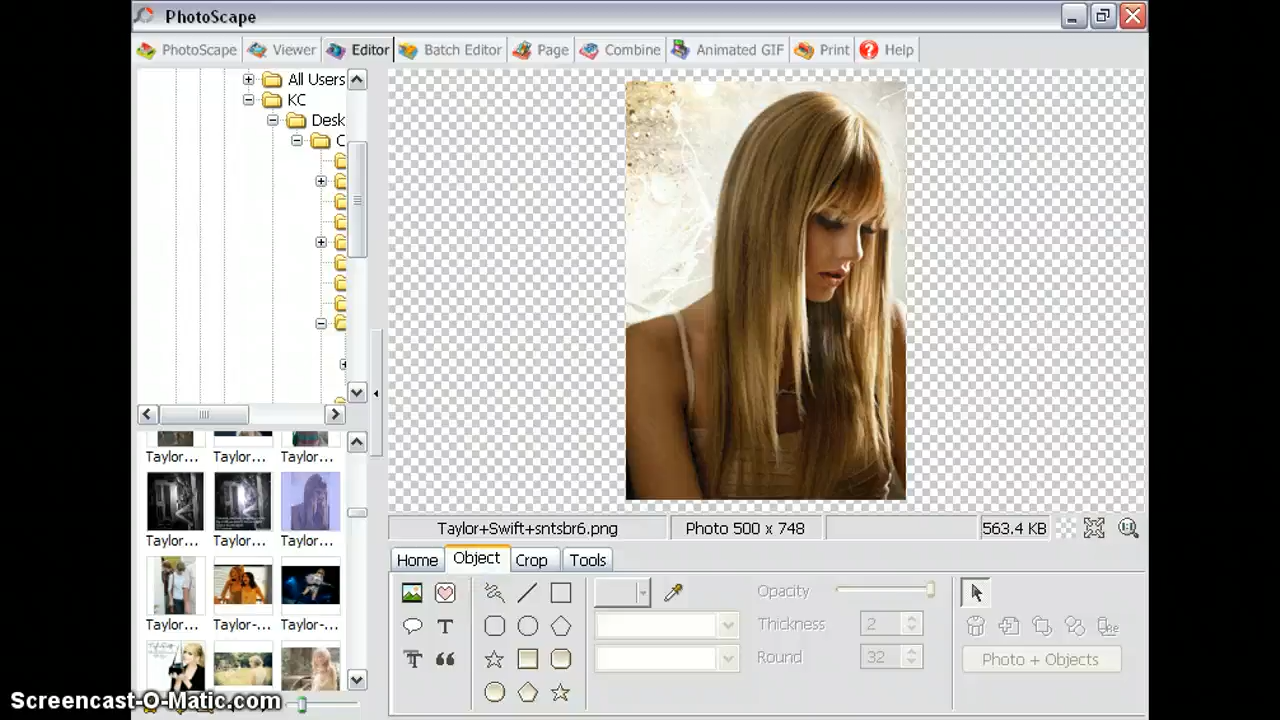 PhotoScape
PhotoScape Viewer Editor Batch Editor Page Combine Animated GIF Print Help
All Users
KC
Desk
C
Taylor... Taylor... Taylor...
Taylor... Taylor... Taylor...
Taylor... Taylor-... Taylor-...
Taylor+Swift+sntsbr6.png Photo 500 x 748 563.4 KB
Home Object Crop Tools
Opacity
Thickness 2
Round 32
Photo + Objects
Screencast-O-Matic.com